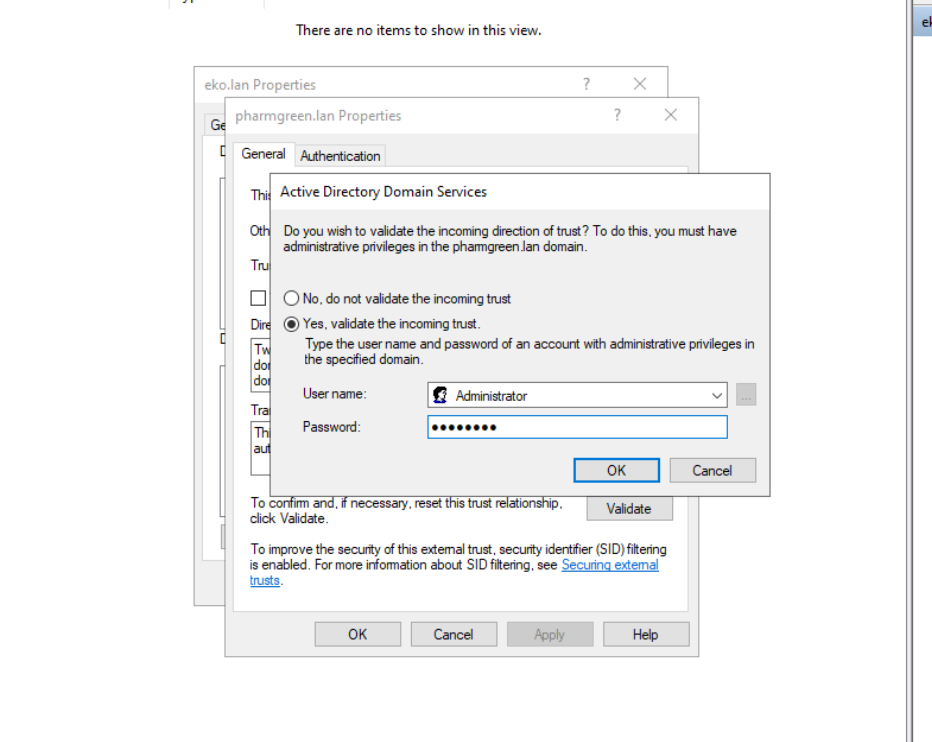 There are no items to show in this view.
eko.lan Properties
?
pharmgreen.lan Properties
?
Ge
General
Authentication
Active Directory Domain Services
This
Do you wish to validate the incoming direction of trust? To do this, you must have
administrative privileges in the pharmgreen.lan domain.
Oth
Tru
No, do not validate the incoming trust
Dire
Yes, validate the incoming trust.
Type the user name and password of an account with administrative privileges in
the specified domain.
Tw
dor
dor
User name:
Administrator
...
Tra
Password:
●●●●●●●●
Thi
aut
OK
Cancel
To confirm and, if necessary, reset this trust relationship,
click Validate.
Validate
To improve the security of this external trust, security identifier (SID) filtering
is enabled. For more information about SID filtering, see Securing external
trusts.
OK
Cancel
Apply
Help